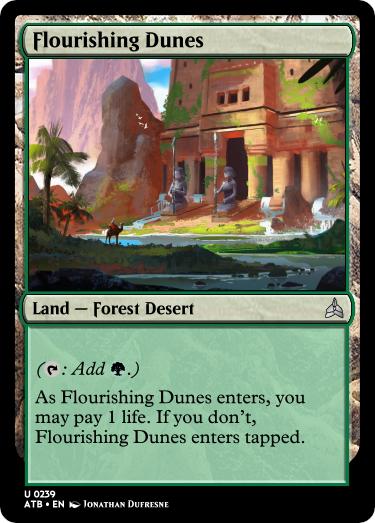 Flourishing Dunes
Land — Forest Desert
(: Add .)
As Flourishing Dunes enters, you
may pay 1 life. If you don't,
Flourishing Dunes enters tapped.
U 0239
ATB • EN Jonathan Dufresne